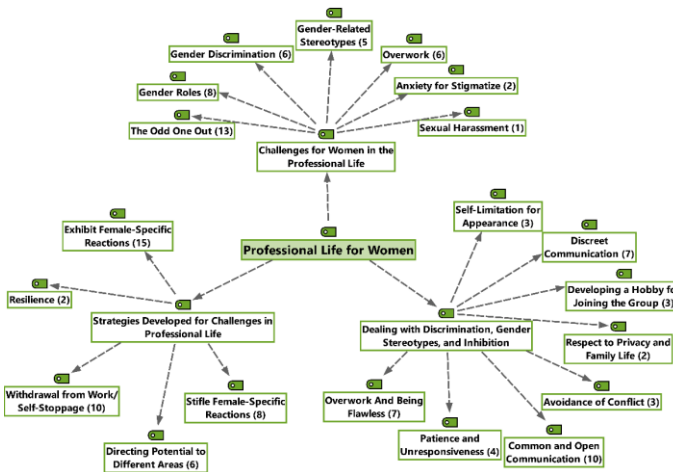 Gender-Related
Stereotypes (5
Gender Discrimination (6)
Overwork (6)
Gender Roles (8)
Anxiety for Stigmatize (2)
The Odd One Out (13)
Sexual Harassment (1)
Challenges for Women in the
Professional Life
Professional Life for Women
Exhibit Female-Specific
Reactions (15)
Resilience (2)
Strategies Developed for Challenges in
Professional Life
Withdrawal from Work/
Self-Stoppage (10)
Directing Potential to
Different Areas (6)
Stifle Female-Specific
Reactions (8)
Self-Limitation for
Appearance (3)
Discreet
Communication (7)
Developing a Hobby fo
Joining the Group (3)
Dealing with Discrimination, Gender
Stereotypes, and Inhibition
Respect to Privacy and
Family Life (2)
Avoidance of Conflict (3)
Overwork And Being
Flawless (7)
Patience and
Unresponsiveness (4)
Common and Open
Communication (10)